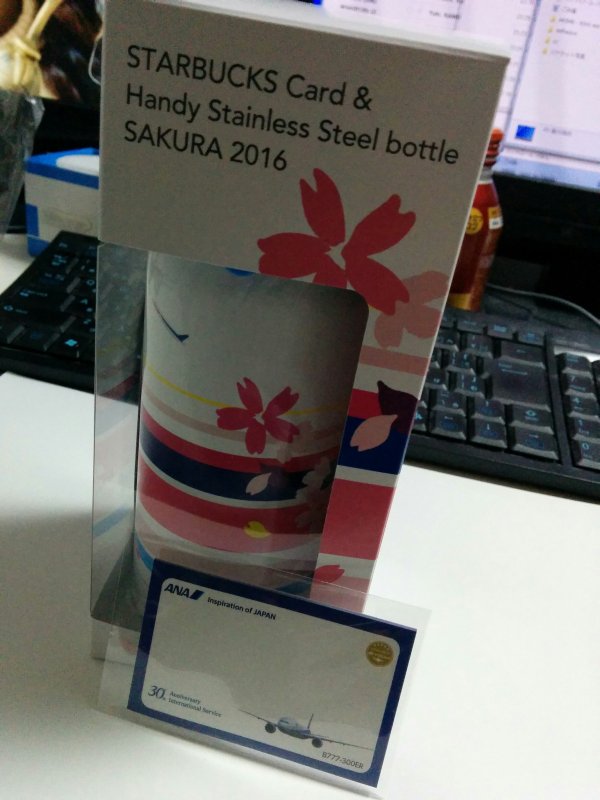 STARBUCKS Card &
Handy Stainless Steel bottle
SAKURA 2016
ANA Inspiration of JAPAN
30th Anniversary
International Service
B777-300ER